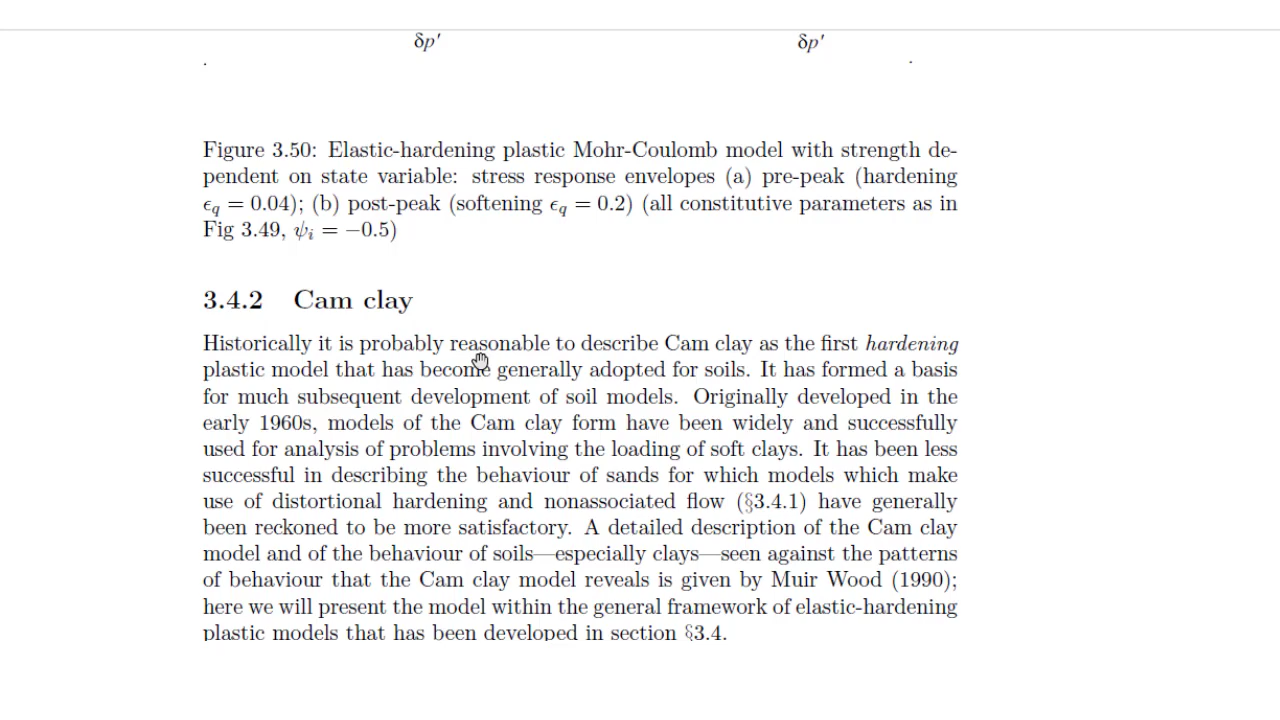 δp′ δp′
Figure 3.50: Elastic-hardening plastic Mohr-Coulomb model with strength de-
pendent on state variable: stress response envelopes (a) pre-peak (hardening
ϵq = 0.04); (b) post-peak (softening ϵq = 0.2) (all constitutive parameters as in
Fig 3.49, ψi = −0.5)
3.4.2 Cam clay
Historically it is probably reasonable to describe Cam clay as the first hardening
plastic model that has become generally adopted for soils. It has formed a basis
for much subsequent development of soil models. Originally developed in the
early 1960s, models of the Cam clay form have been widely and successfully
used for analysis of problems involving the loading of soft clays. It has been less
successful in describing the behaviour of sands for which models which make
use of distortional hardening and nonassociated flow (§3.4.1) have generally
been reckoned to be more satisfactory. A detailed description of the Cam clay
model and of the behaviour of soils—especially clays—seen against the patterns
of behaviour that the Cam clay model reveals is given by Muir Wood (1990);
here we will present the model within the general framework of elastic-hardening
plastic models that has been developed in section §3.4.